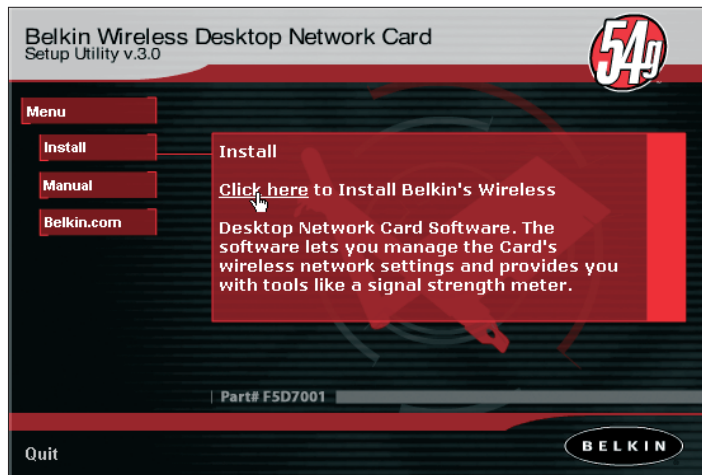 Belkin Wireless Desktop Network Card
Setup Utility v.3.0
54g
Menu
Install
Manual
Belkin.com
Install
Click here to Install Belkin's Wireless
Desktop Network Card Software. The
software lets you manage the Card's
wireless network settings and provides you
with tools like a signal strength meter.
Part# F5D7001
Quit
BELKIN